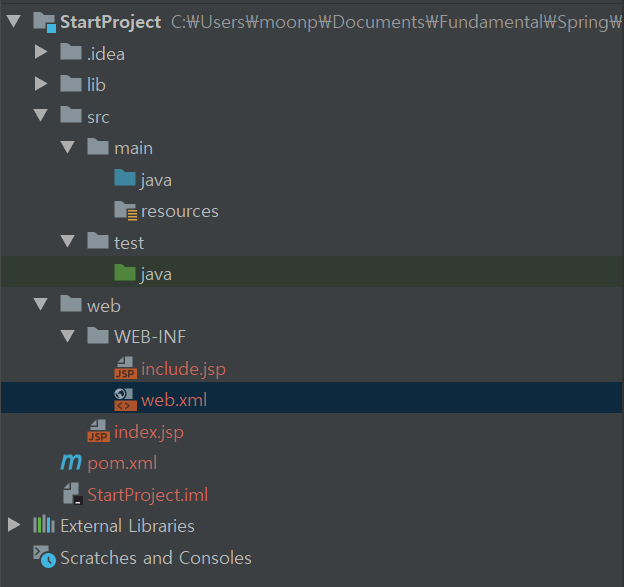 StartProject C:₩Users₩moonp₩Documents₩Fundamental₩Spring₩
.idea
lib
src
main
java
resources
test
java
web
WEB-INF
JSP include.jsp
web.xml
JSP index.jsp
m pom.xml
StartProject.iml
External Libraries
Scratches and Consoles